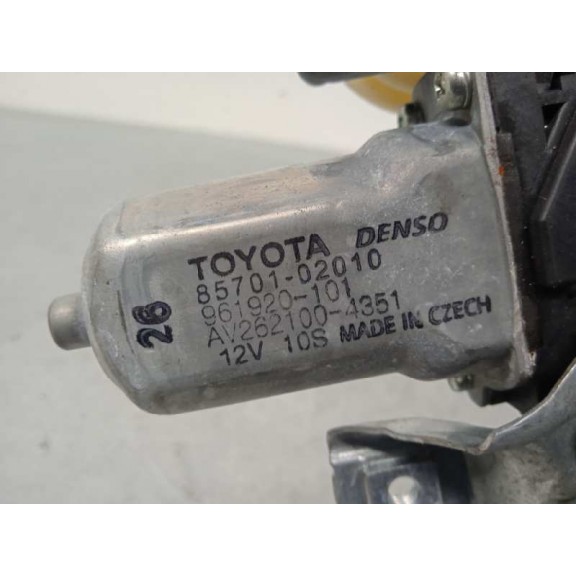 TOYOTA DENSO
85701-02010
961920-101
AV262100-4351
12V 10S MADE IN CZECH
26